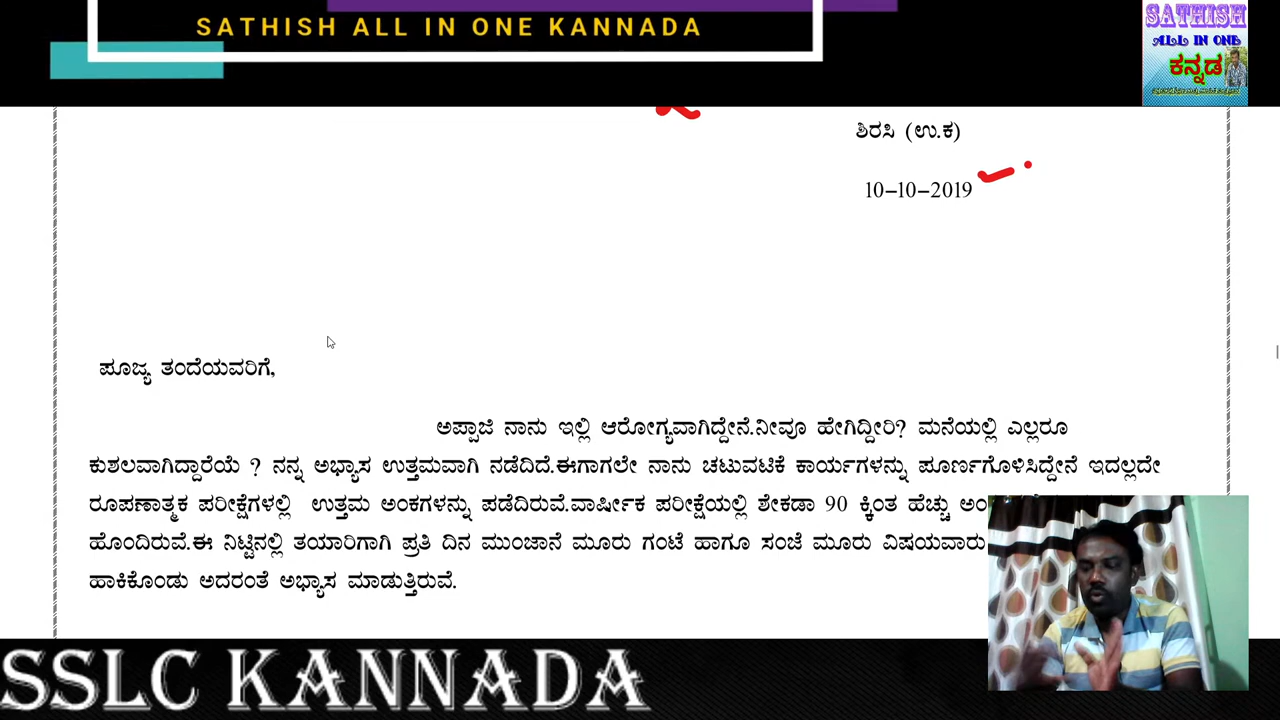 SATHISH ALL IN ONE KANNADA
SATHISH
ALL IN ONE
ಕನ್ನಡ
ಶಿರಸಿ (ಉ.ಕ)
10-10-2019
ಪೂಜ್ಯ ತಂದೆಯವರಿಗೆ,
ಅಪ್ಪಾಜಿ ನಾನು ಇಲ್ಲಿ ಆರೋಗ್ಯವಾಗಿದ್ದೇನೆ.ನೀವೂ ಹೇಗಿದ್ದೀರಿ? ಮನೆಯಲ್ಲಿ ಎಲ್ಲರೂ
ಕುಶಲವಾಗಿದ್ದಾರೆಯೆ ? ನನ್ನ ಅಭ್ಯಾಸ ಉತ್ತಮವಾಗಿ ನಡೆದಿದೆ.ಈಗಾಗಲೇ ನಾನು ಚಟುವಟಿಕೆ ಕಾರ್ಯಗಳನ್ನು ಪೂರ್ಣಗೊಳಿಸಿದ್ದೇನೆ ಇದಲ್ಲದೇ
ರೂಪಣಾತ್ಮಕ ಪರೀಕ್ಷೆಗಳಲ್ಲಿ ಉತ್ತಮ ಅಂಕಗಳನ್ನು ಪಡೆದಿರುವೆ.ವಾರ್ಷೀಕ ಪರೀಕ್ಷೆಯಲ್ಲಿ ಶೇಕಡಾ 90 ಕ್ಕಿಂತ ಹೆಚ್ಚು
ಹೊಂದಿರುವೆ.ಈ ನಿಟ್ಟಿನಲ್ಲಿ ತಯಾರಿಗಾಗಿ ಪ್ರತಿ ದಿನ ಮುಂಜಾನೆ ಮೂರು ಗಂಟೆ ಹಾಗೂ ಸಂಜೆ ಮೂರು ವಿಷಯವಾರು
ಹಾಕಿಕೊಂಡು ಅದರಂತೆ ಅಭ್ಯಾಸ ಮಾಡುತ್ತಿರುವೆ.
SSLC KANNADA